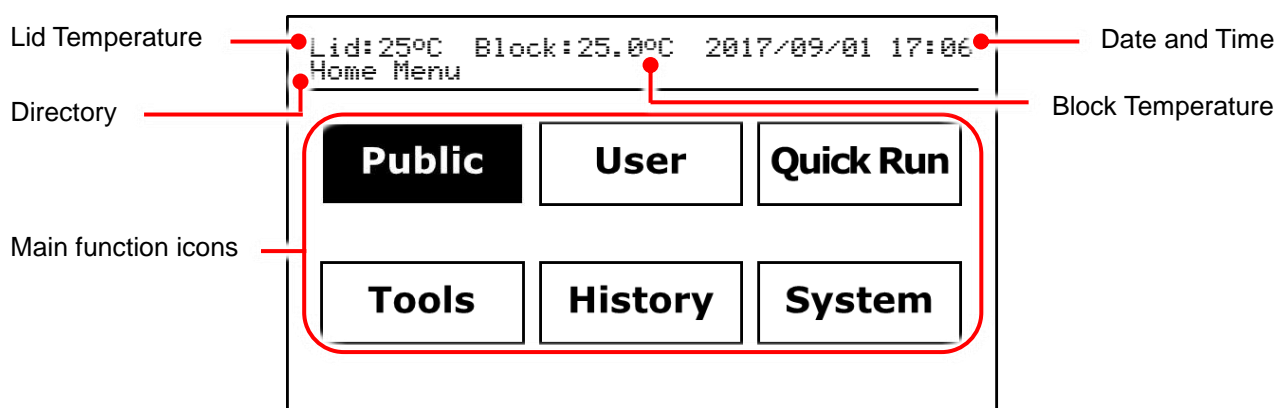 Lid Temperature
Lid:25ºC Block:25.0ºC 2017/09/01 17:06
Date and Time
Home Menu
Directory
Block Temperature
Public User Quick Run
Main function icons
Tools History System